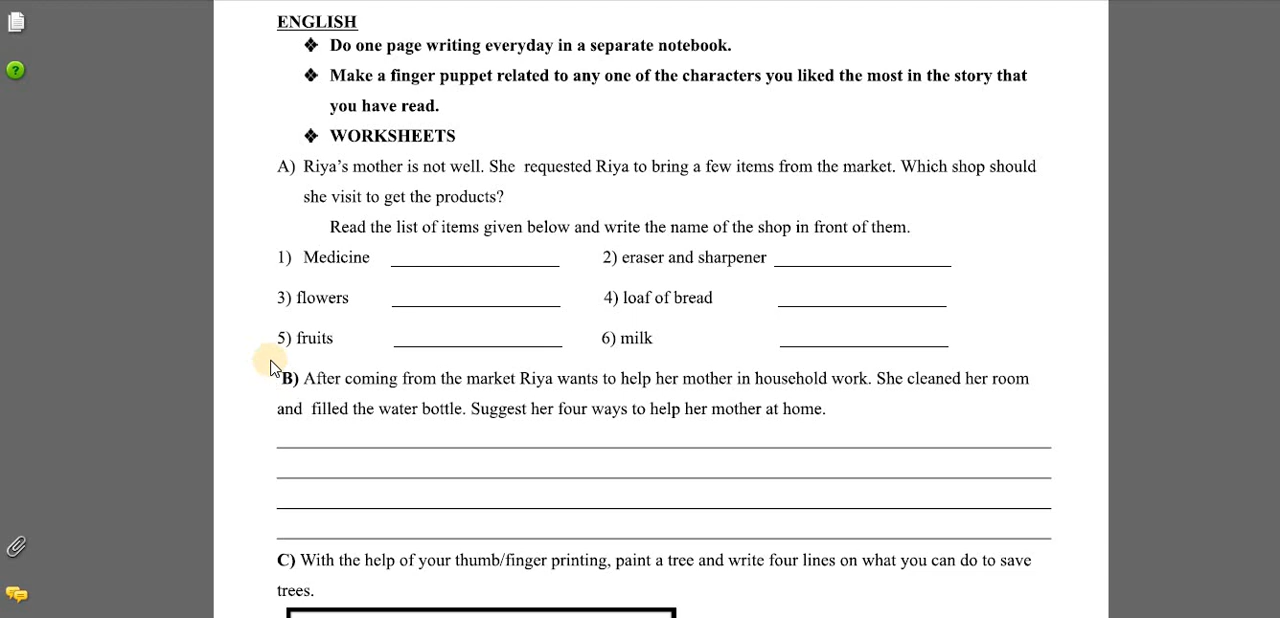 ENGLISH
❖ Do one page writing everyday in a separate notebook.
❖ Make a finger puppet related to any one of the characters you liked the most in the story that
you have read.
❖ WORKSHEETS
A) Riya's mother is not well. She requested Riya to bring a few items from the market. Which shop should
she visit to get the products?
Read the list of items given below and write the name of the shop in front of them.
1) Medicine ____________________ 2) eraser and sharpener ____________________
3) flowers ____________________ 4) loaf of bread ____________________
5) fruits ____________________ 6) milk ____________________
B) After coming from the market Riya wants to help her mother in household work. She cleaned her room
and filled the water bottle. Suggest her four ways to help her mother at home.
C) With the help of your thumb/finger printing, paint a tree and write four lines on what you can do to save
trees.